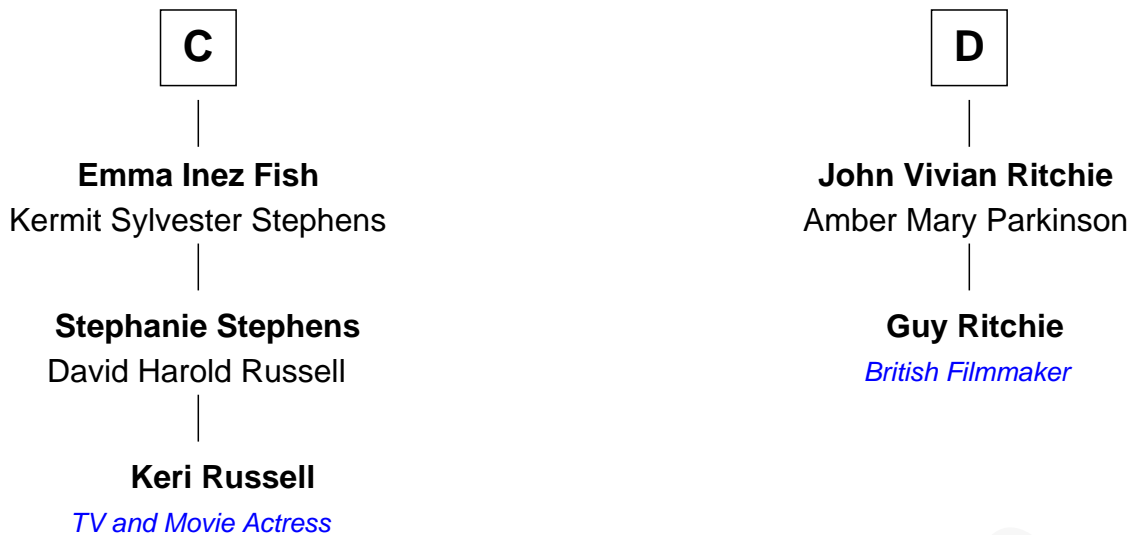 C
Emma Inez Fish
Kermit Sylvester Stephens
Stephanie Stephens
David Harold Russell
Keri Russell
TV and Movie Actress
D
John Vivian Ritchie
Amber Mary Parkinson
Guy Ritchie
British Filmmaker